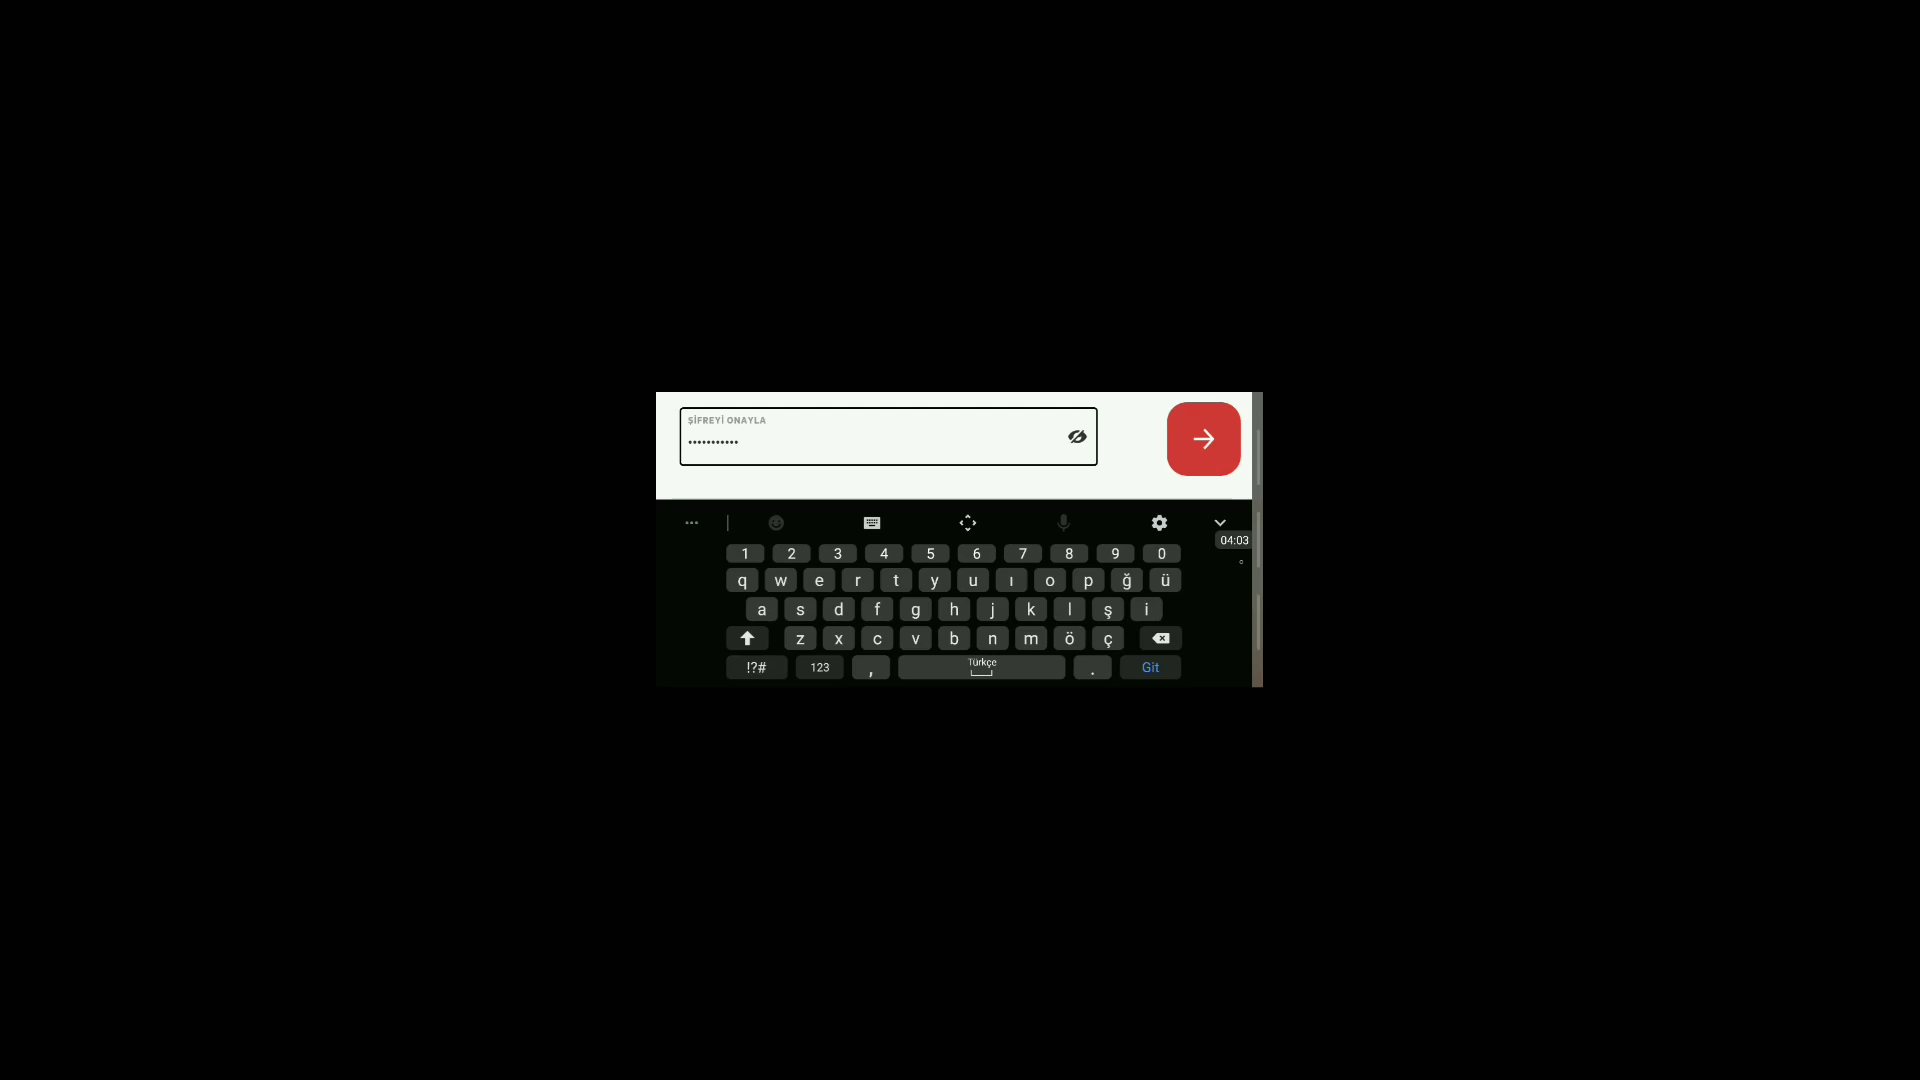 ŞİFREYİ ONAYLA
•••••••••••
04:03
1 2 3 4 5 6 7 8 9 0
q w e r t y u ı o p ğ ü
a s d f g h j k l ş i
z x c v b n m ö ç
!?# 123 , Türkçe . Git